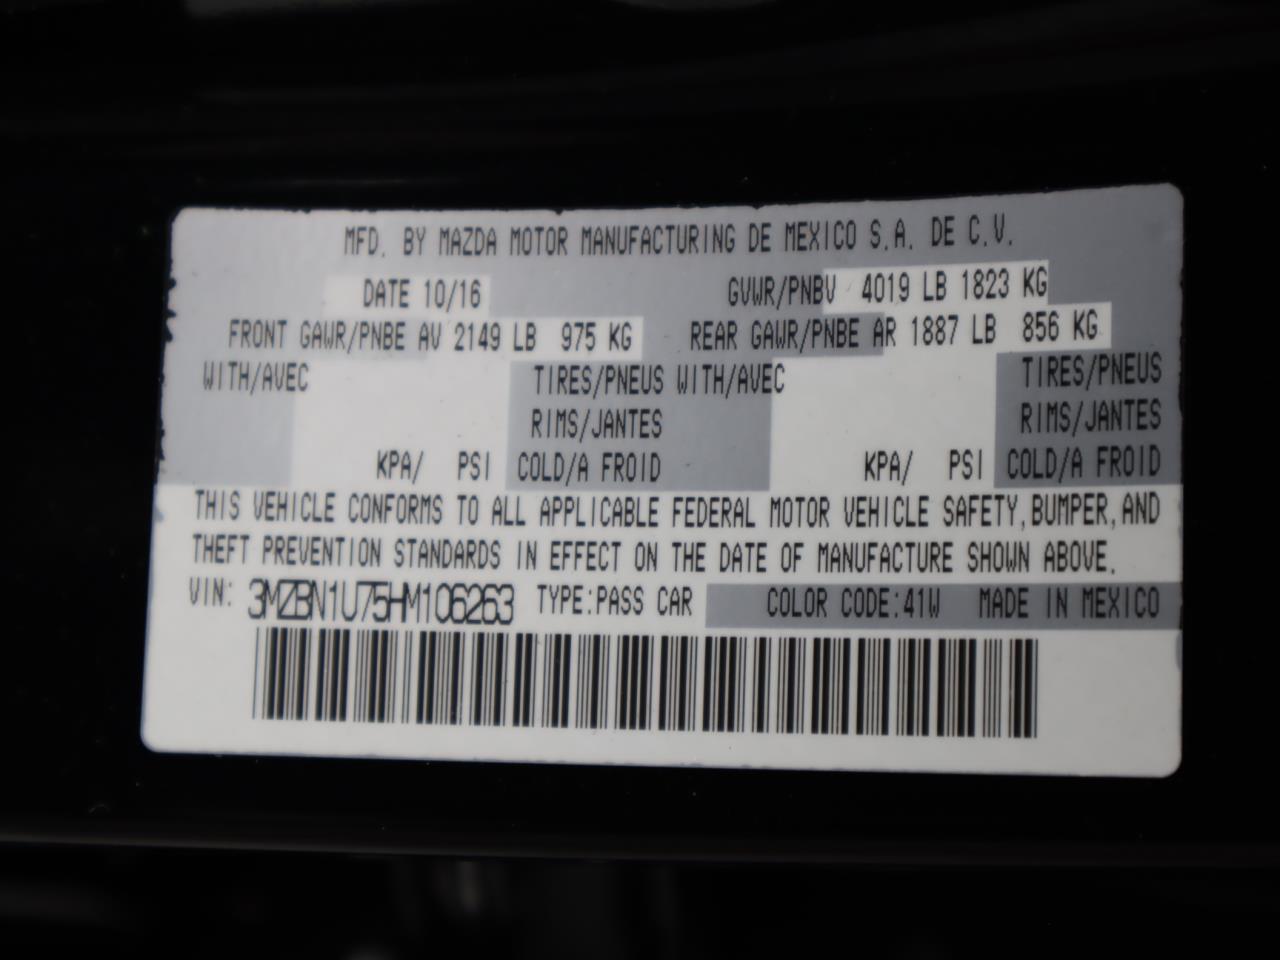 MFD. BY MAZDA MOTOR MANUFACTURING DE MEXICO S.A. DE C.V.
DATE 10/16 GVWR/PNBV 4019 LB 1823 KG
FRONT GAWR/PNBE AV 2149 LB 975 KG REAR GAWR/PNBE AR 1887 LB 856 KG
WITH/AVEC TIRES/PNEUS WITH/AVEC TIRES/PNEUS
RIMS/JANTES RIMS/JANTES
KPA/ PSI COLD/A FROID KPA/ PSI COLD/A FROID
THIS VEHICLE CONFORMS TO ALL APPLICABLE FEDERAL MOTOR VEHICLE SAFETY, BUMPER, AND
THEFT PREVENTION STANDARDS IN EFFECT ON THE DATE OF MANUFACTURE SHOWN ABOVE.
VIN: 3MZBN1U75HM106263 TYPE:PASS CAR COLOR CODE:41W MADE IN MEXICO